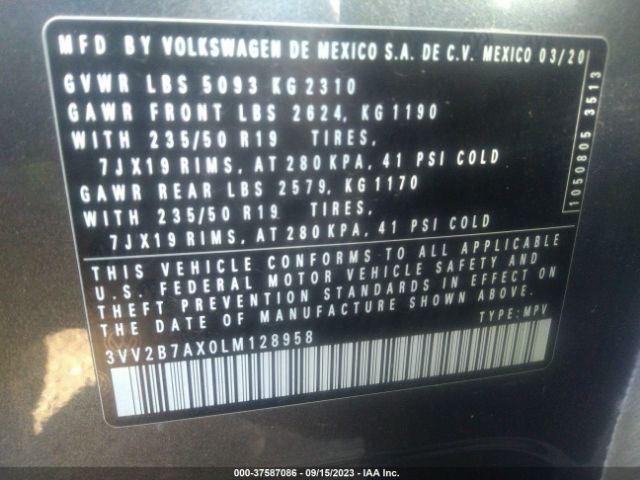 MFD BY VOLKSWAGEN DE MEXICO S.A. DE C.V. MEXICO 03/20
GVWR LBS 5093 KG 2310
GAWR FRONT LBS 2624, KG 1190
WITH 235/50 R19 TIRES,
7JX19 RIMS, AT 280 KPA, 41 PSI COLD
GAWR REAR LBS 2579, KG 1170
WITH 235/50 R19 TIRES,
7JX19 RIMS, AT 280 KPA, 41 PSI COLD
1050805 3513
THIS VEHICLE CONFORMS TO ALL APPLICABLE
U.S. FEDERAL MOTOR VEHICLE SAFETY AND
THEFT PREVENTION STANDARDS IN EFFECT ON
THE DATE OF MANUFACTURE SHOWN ABOVE.
3VV2B7AX0LM128958 TYPE: MPV
000-37587086 - 09/15/2023 - IAA Inc.